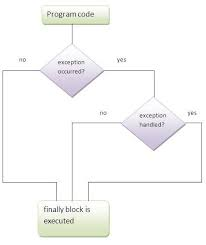 Program code
no
exception
occurred?
yes
no
exception
handled?
yes
finally block is
executed